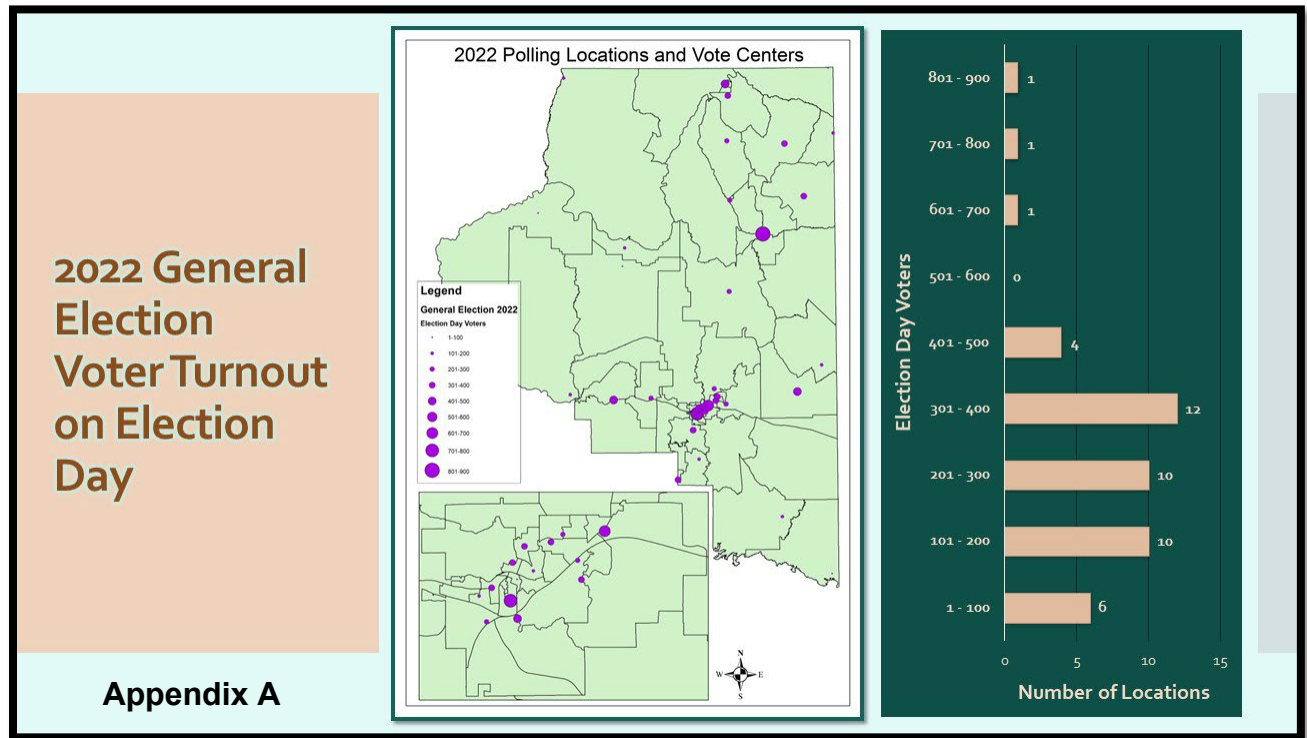 2022 General
Election
Voter Turnout
on Election
Day
Appendix A
2022 Polling Locations and Vote Centers
Legend
General Election 2022
Election Day Voters
1-100
101-200
201-300
301-400
401-500
501-600
601-700
701-800
801-900
N
W E
S
Election Day Voters
801 - 900 1
701 - 800 1
601 - 700 1
501 - 600 0
401 - 500 4
301 - 400 12
201 - 300 10
101 - 200 10
1 - 100 6
0 5 10 15
Number of Locations